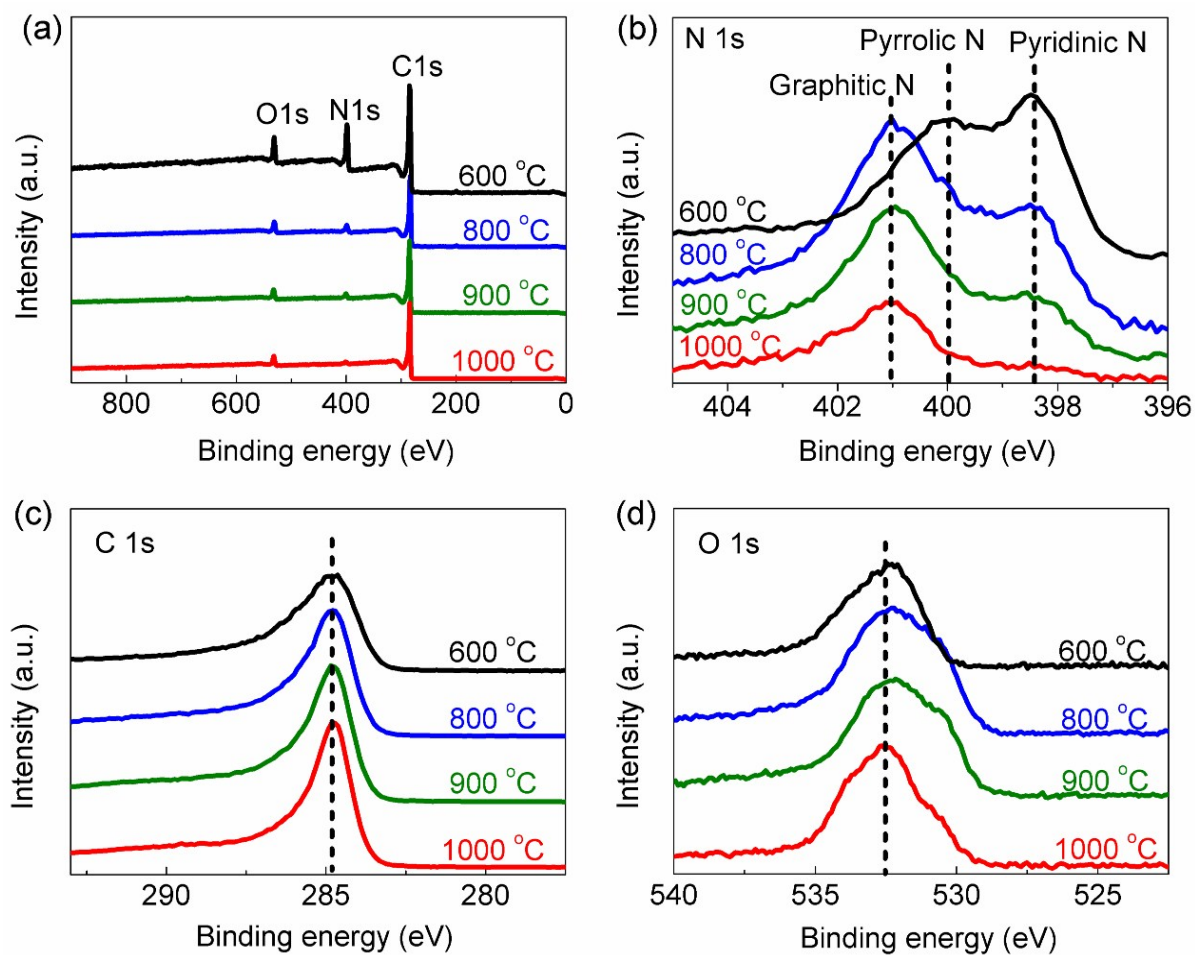 (a)
C1s
O1s
N1s
600 °C
800 °C
900 °C
1000 °C
Intensity (a.u.)
800
600
400
200
0
Binding energy (eV)
(b)
N 1s
Pyrrolic N
Pyridinic N
Graphitic N
600 °C
800 °C
900 °C
1000 °C
Intensity (a.u.)
404
402
400
398
396
Binding energy (eV)
(c)
C 1s
600 °C
800 °C
900 °C
1000 °C
Intensity (a.u.)
290
285
280
Binding energy (eV)
(d)
O 1s
600 °C
800 °C
900 °C
1000 °C
Intensity (a.u.)
540
535
530
525
Binding energy (eV)